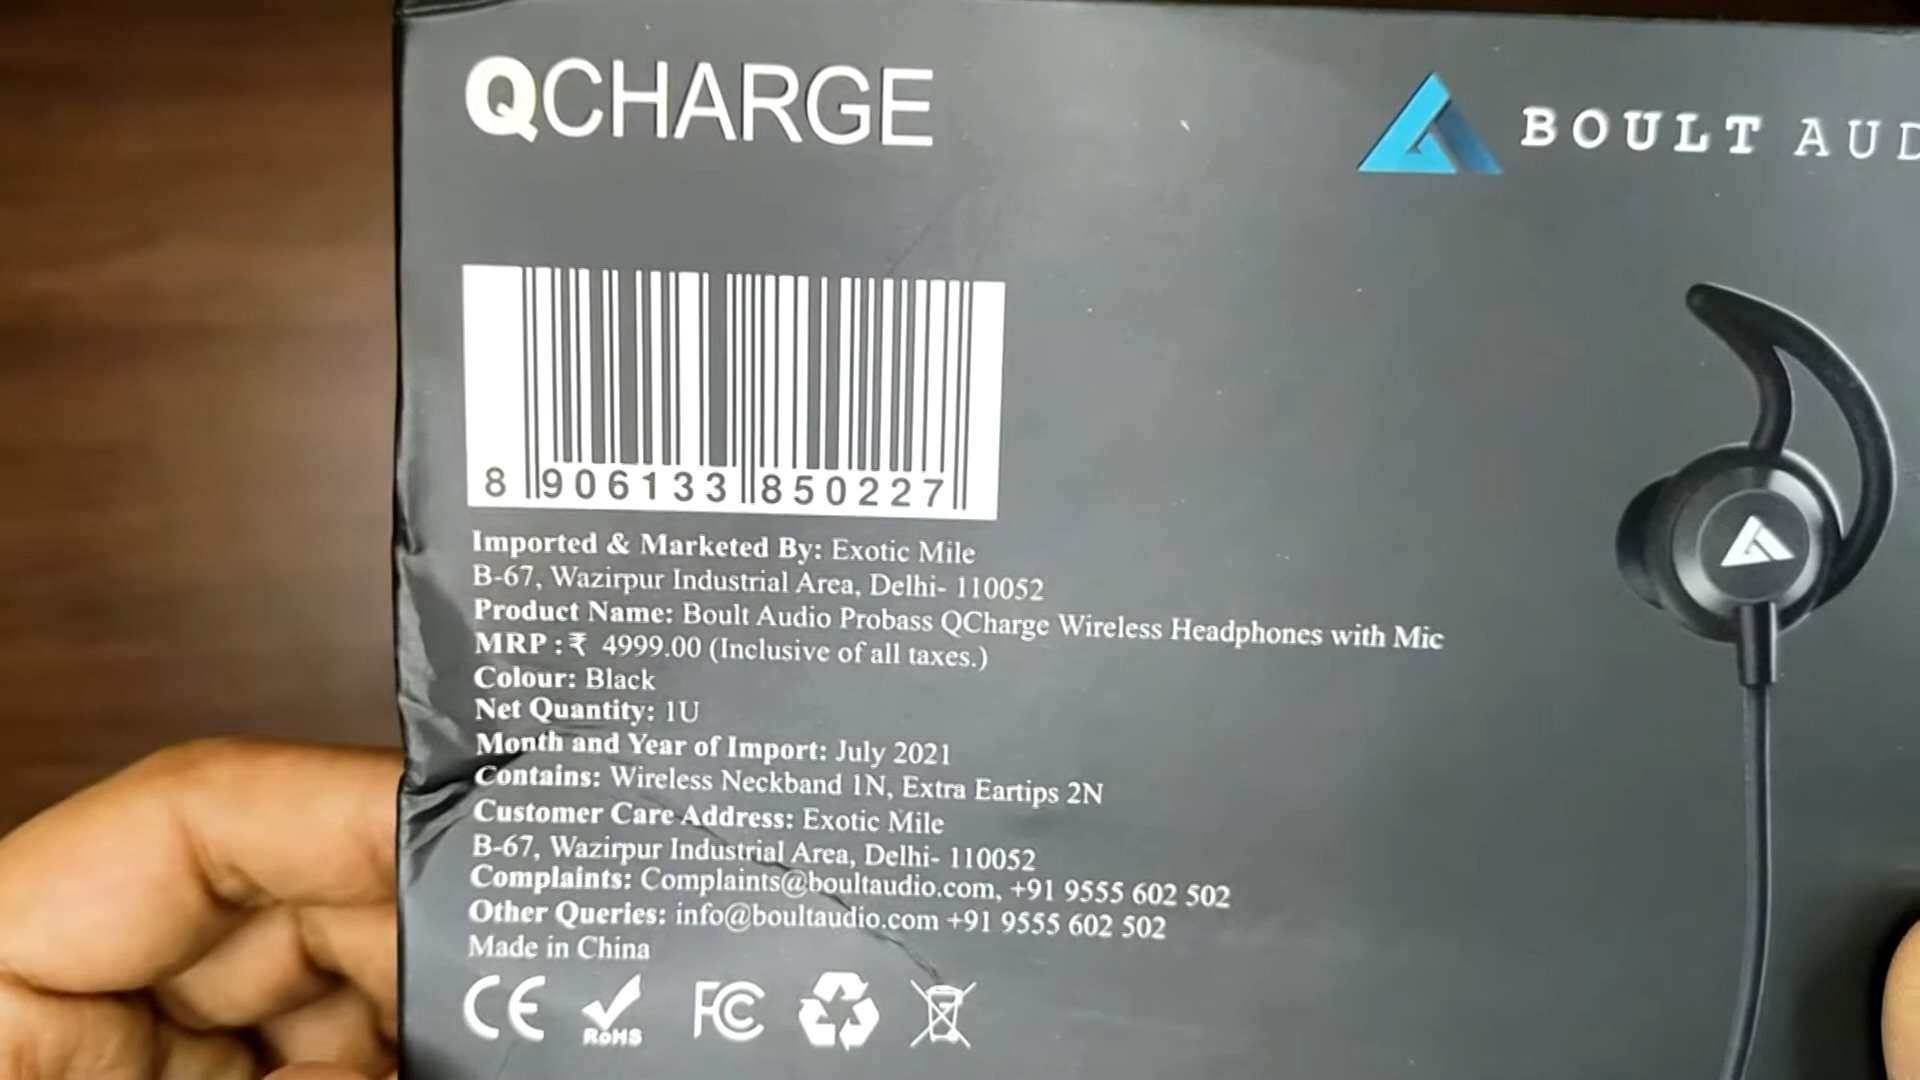 QCHARGE
BOULT AUD
8 906133 850227
Imported & Marketed By: Exotic Mile
B-67, Wazirpur Industrial Area, Delhi- 110052
Product Name: Boult Audio Probass QCharge Wireless Headphones with Mic
MRP : ₹ 4999.00 (Inclusive of all taxes.)
Colour: Black
Net Quantity: 1U
Month and Year of Import: July 2021
Contains: Wireless Neckband 1N, Extra Eartips 2N
Customer Care Address: Exotic Mile
B-67, Wazirpur Industrial Area, Delhi- 110052
Complaints: Complaints@boultaudio.com, +91 9555 602 502
Other Queries: info@boultaudio.com +91 9555 602 502
Made in China
CE RoHS FC